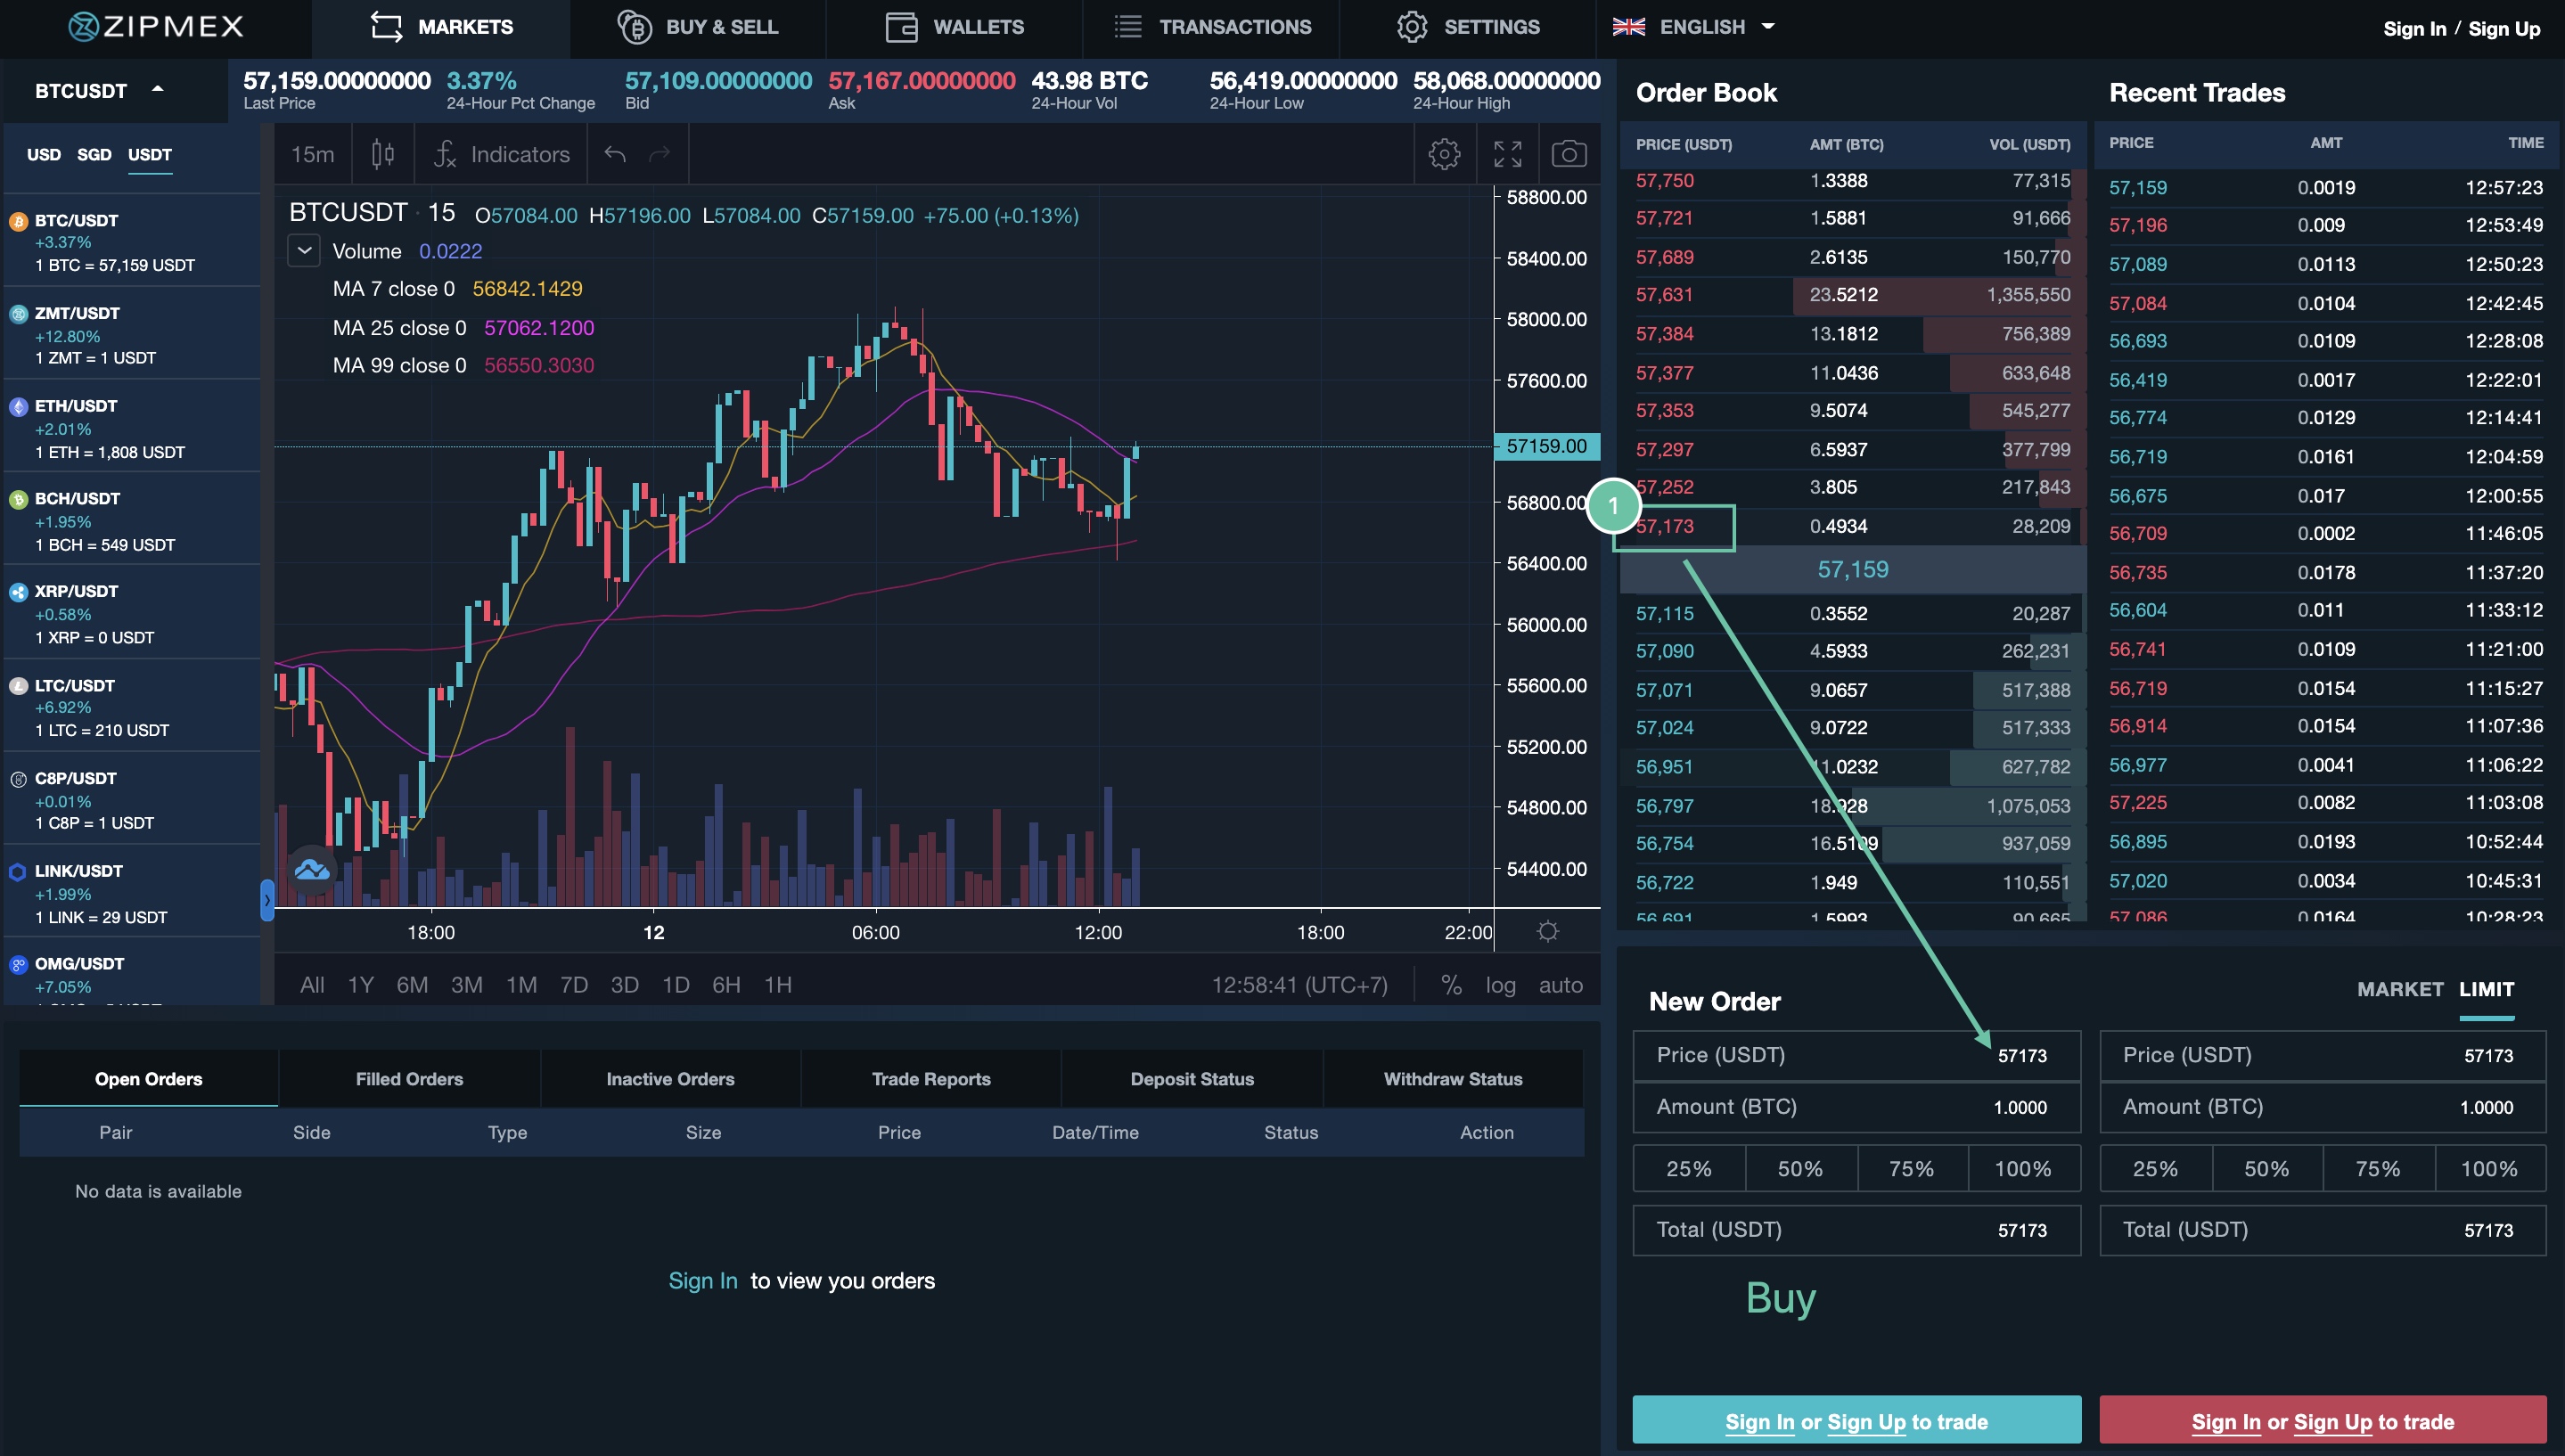 ZIPMEX
MARKETS
BUY & SELL
WALLETS
TRANSACTIONS
SETTINGS
ENGLISH
Sign In / Sign Up
BTCUSDT
57,159.00000000 3.37% 57,109.00000000 57,167.00000000 43.98 BTC 56,419.00000000 58,068.00000000
Last Price 24-Hour Pct Change Bid Ask 24-Hour Vol 24-Hour Low 24-Hour High
USD SGD USDT
BTC/USDT
+3.37%
1 BTC = 57,159 USDT
ZMT/USDT
+12.80%
1 ZMT = 1 USDT
ETH/USDT
+2.01%
1 ETH = 1,808 USDT
BCH/USDT
+1.95%
1 BCH = 549 USDT
XRP/USDT
+0.58%
1 XRP = 0 USDT
LTC/USDT
+6.92%
1 LTC = 210 USDT
C8P/USDT
+0.01%
1 C8P = 1 USDT
LINK/USDT
+1.99%
1 LINK = 29 USDT
OMG/USDT
+7.05%
15m Indicators
BTCUSDT · 15 O57084.00 H57196.00 L57084.00 C57159.00 +75.00 (+0.13%)
Volume 0.0222
MA 7 close 0 56842.1429
MA 25 close 0 57062.1200
MA 99 close 0 56550.3030
58800.00
58400.00
58000.00
57600.00
57159.00
56800.00
56400.00
56000.00
55600.00
55200.00
54800.00
54400.00
18:00 12 06:00 12:00 18:00 22:00
All 1Y 6M 3M 1M 7D 3D 1D 6H 1H
12:58:41 (UTC+7) % log auto
Order Book
PRICE (USDT) AMT (BTC) VOL (USDT)
57,750 1.3388 77,315
57,721 1.5881 91,666
57,689 2.6135 150,770
57,631 23.5212 1,355,550
57,384 13.1812 756,389
57,377 11.0436 633,648
57,353 9.5074 545,277
57,297 6.5937 377,799
57,252 3.805 217,843
1
57,173 0.4934 28,209
57,159
57,115 0.3552 20,287
57,090 4.5933 262,231
57,071 9.0657 517,388
57,024 9.0722 517,333
56,951 11.0232 627,782
56,797 18.928 1,075,053
56,754 16.5109 937,059
56,722 1.949 110,551
56,691 1.5993 90,665
Recent Trades
PRICE AMT TIME
57,159 0.0019 12:57:23
57,196 0.009 12:53:49
57,089 0.0113 12:50:23
57,084 0.0104 12:42:45
56,693 0.0109 12:28:08
56,419 0.0017 12:22:01
56,774 0.0129 12:14:41
56,719 0.0161 12:04:59
56,675 0.017 12:00:55
56,709 0.0002 11:46:05
56,735 0.0178 11:37:20
56,604 0.011 11:33:12
56,741 0.0109 11:21:00
56,719 0.0154 11:15:27
56,914 0.0154 11:07:36
56,977 0.0041 11:06:22
57,225 0.0082 11:03:08
56,895 0.0193 10:52:44
57,020 0.0034 10:45:31
57,086 0.0164 10:28:23
Open Orders Filled Orders Inactive Orders Trade Reports Deposit Status Withdraw Status
Pair Side Type Size Price Date/Time Status Action
No data is available
Sign In to view you orders
New Order
MARKET LIMIT
Price (USDT) 57173 Price (USDT) 57173
Amount (BTC) 1.0000 Amount (BTC) 1.0000
25% 50% 75% 100% 25% 50% 75% 100%
Total (USDT) 57173 Total (USDT) 57173
Buy
Sign In or Sign Up to trade
Sign In or Sign Up to trade